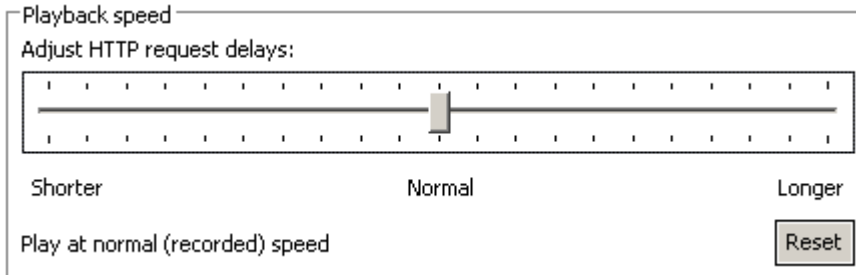 Playback speed
Adjust HTTP request delays:
Shorter Normal Longer
Play at normal (recorded) speed Reset